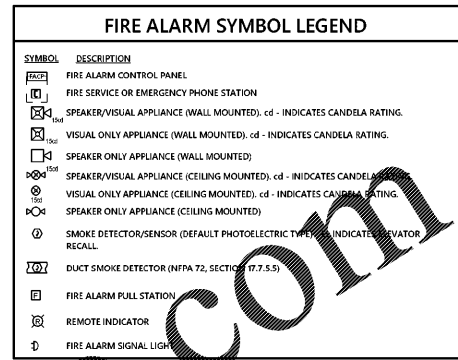 FIRE ALARM SYMBOL LEGEND
SYMBOL DESCRIPTION
FACP FIRE ALARM CONTROL PANEL
FIRE SERVICE OR EMERGENCY PHONE STATION
15cd SPEAKER/VISUAL APPLIANCE (WALL MOUNTED). cd - INDICATES CANDELA RATING.
15cd VISUAL ONLY APPLIANCE (WALL MOUNTED). cd - INDICATES CANDELA RATING.
SPEAKER ONLY APPLIANCE (WALL MOUNTED)
15cd SPEAKER/VISUAL APPLIANCE (CEILING MOUNTED). cd - INDICATES CANDELA RATING.
15cd VISUAL ONLY APPLIANCE (CEILING MOUNTED). cd - INDICATES CANDELA RATING.
SPEAKER ONLY APPLIANCE (CEILING MOUNTED)
SMOKE DETECTOR/SENSOR (DEFAULT PHOTOELECTRIC TYPE). INDICATES ELEVATOR
RECALL.
DUCT SMOKE DETECTOR (NFPA 72, SECTION 17.7.5.5)
F FIRE ALARM PULL STATION
R REMOTE INDICATOR
FIRE ALARM SIGNAL LIGHT
com